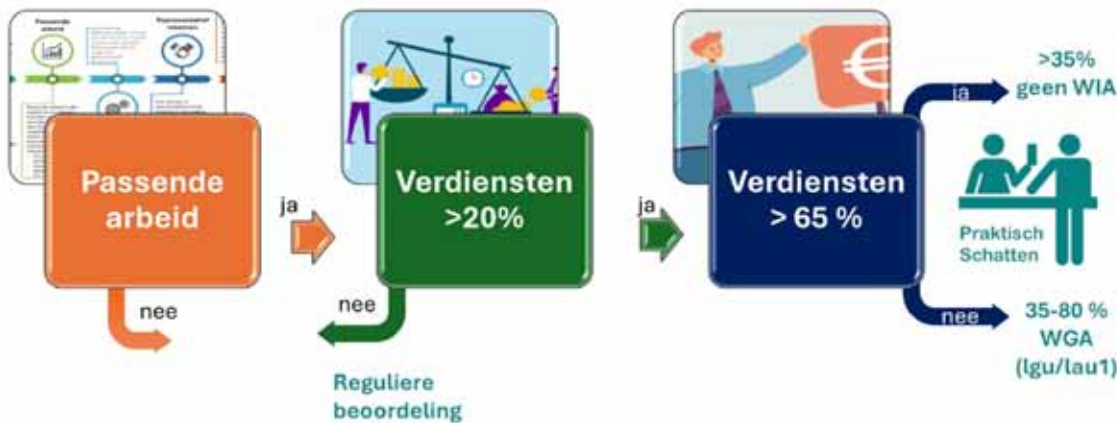 Passende
arbeid
Passende
arbeid
ja
nee
Verdiensten
>20%
ja
nee
Reguliere
beoordeling
Verdiensten
> 65 %
ja
>35%
geen WIA
Praktisch
Schatten
nee
35-80 %
WGA
(lgu/lau1)